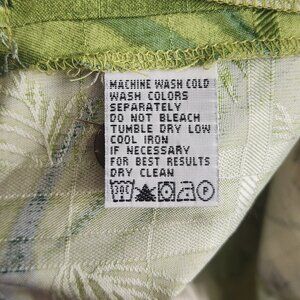 MACHINE WASH COLD
WASH COLORS
SEPARATELY
DO NOT BLEACH
TUMBLE DRY LOW
COOL IRON
IF NECESSARY
FOR BEST RESULTS
DRY CLEAN
30C P